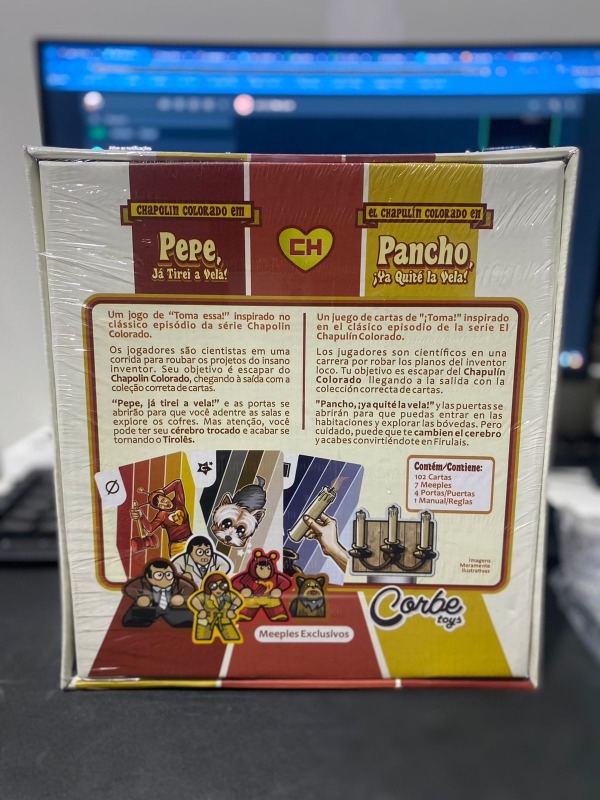 CHAPOLIN COLORADO EM
Pepe,
Já Tirei a Vela!
CH
EL CHAPULÍN COLORADO EN
Pancho,
¡Ya Quité la Vela!
Um jogo de “Toma essa!” inspirado no
clássico episódio da série Chapolin
Colorado.
Os jogadores são cientistas em uma
corrida para roubar os projetos do insano
inventor. Seu objetivo é escapar do
Chapolin Colorado, chegando à saída com a
coleção correta de cartas.
“Pepe, já tirei a vela!” e as portas se
abrirão para que você adentre as salas e
explore os cofres. Mas atenção, você
pode ter seu cérebro trocado e acabar se
tornando o Tirolês.
Un juego de cartas de "¡Toma!" inspirado
en el clásico episodio de la serie El
Chapulín Colorado.
Los jugadores son científicos en una
carrera por robar los planos del inventor
loco. Tu objetivo es escapar del Chapulín
Colorado llegando a la salida con la
colección correcta de cartas.
"Pancho, ¡ya quité la vela!" y las puertas se
abrirán para que puedas entrar en las
habitaciones y explorar las bóvedas. Pero
cuidado, puede que te cambien el cerebro
y acabes convirtiéndote en Firulais.
Contém/Contiene:
102 Cartas
7 Meeples
4 Portas/Puertas
1 Manual/Reglas
Imagens
Meramente
Ilustrativas
Corbe
toys
Meeples Exclusivos